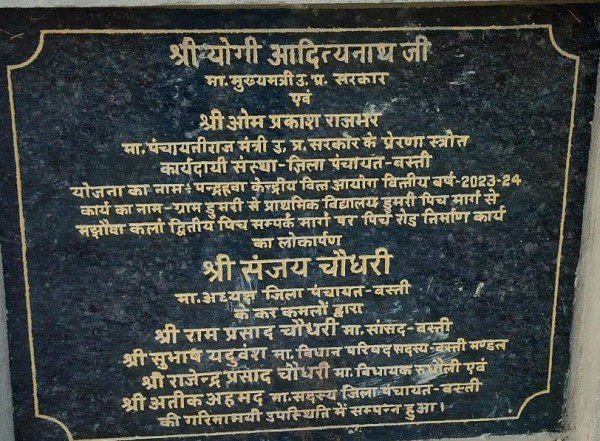 श्री योगी आदित्यनाथ जी
मा. मुख्यमंत्री उ. प्र. सरकार
एवं
श्री ओम प्रकाश राजभर
मा. पंचायतीराज मंत्री उ. प्र. सरकार के प्रेरणा स्त्रोत
कार्यदायी संस्था-ज़िला पंचायत-बस्ती
योजना का नाम÷ पन्द्रहवा केन्द्रीय वित्त आयोग वित्तीय वर्ष-2023-24
कार्य का नाम-ग्राम डुमरी से प्राथमिक विद्यालय डुमरी पिच मार्ग से
मझौवा कलां द्वितीय पिच सम्पर्क मार्ग पर पिच रोड़ निर्माण कार्य
का लोकार्पण
श्री संजय चौधरी
मा. अध्यक्ष जिला पंचायत-बस्ती
के कर कमलों द्वारा
श्री राम प्रसाद चौधरी मा. सांसद-बस्ती
श्री सुभाष यदुवंश मा. विधान परिषद सदस्य-बस्ती मण्डल
श्री राजेन्द्र प्रसाद चौधरी मा. विधायक रुधौली एवं
श्री अतीक अहमद मा. सदस्य जिला पंचायत-बस्ती
की गरिमामयी उपस्थिति में सम्पन्न हुआ।